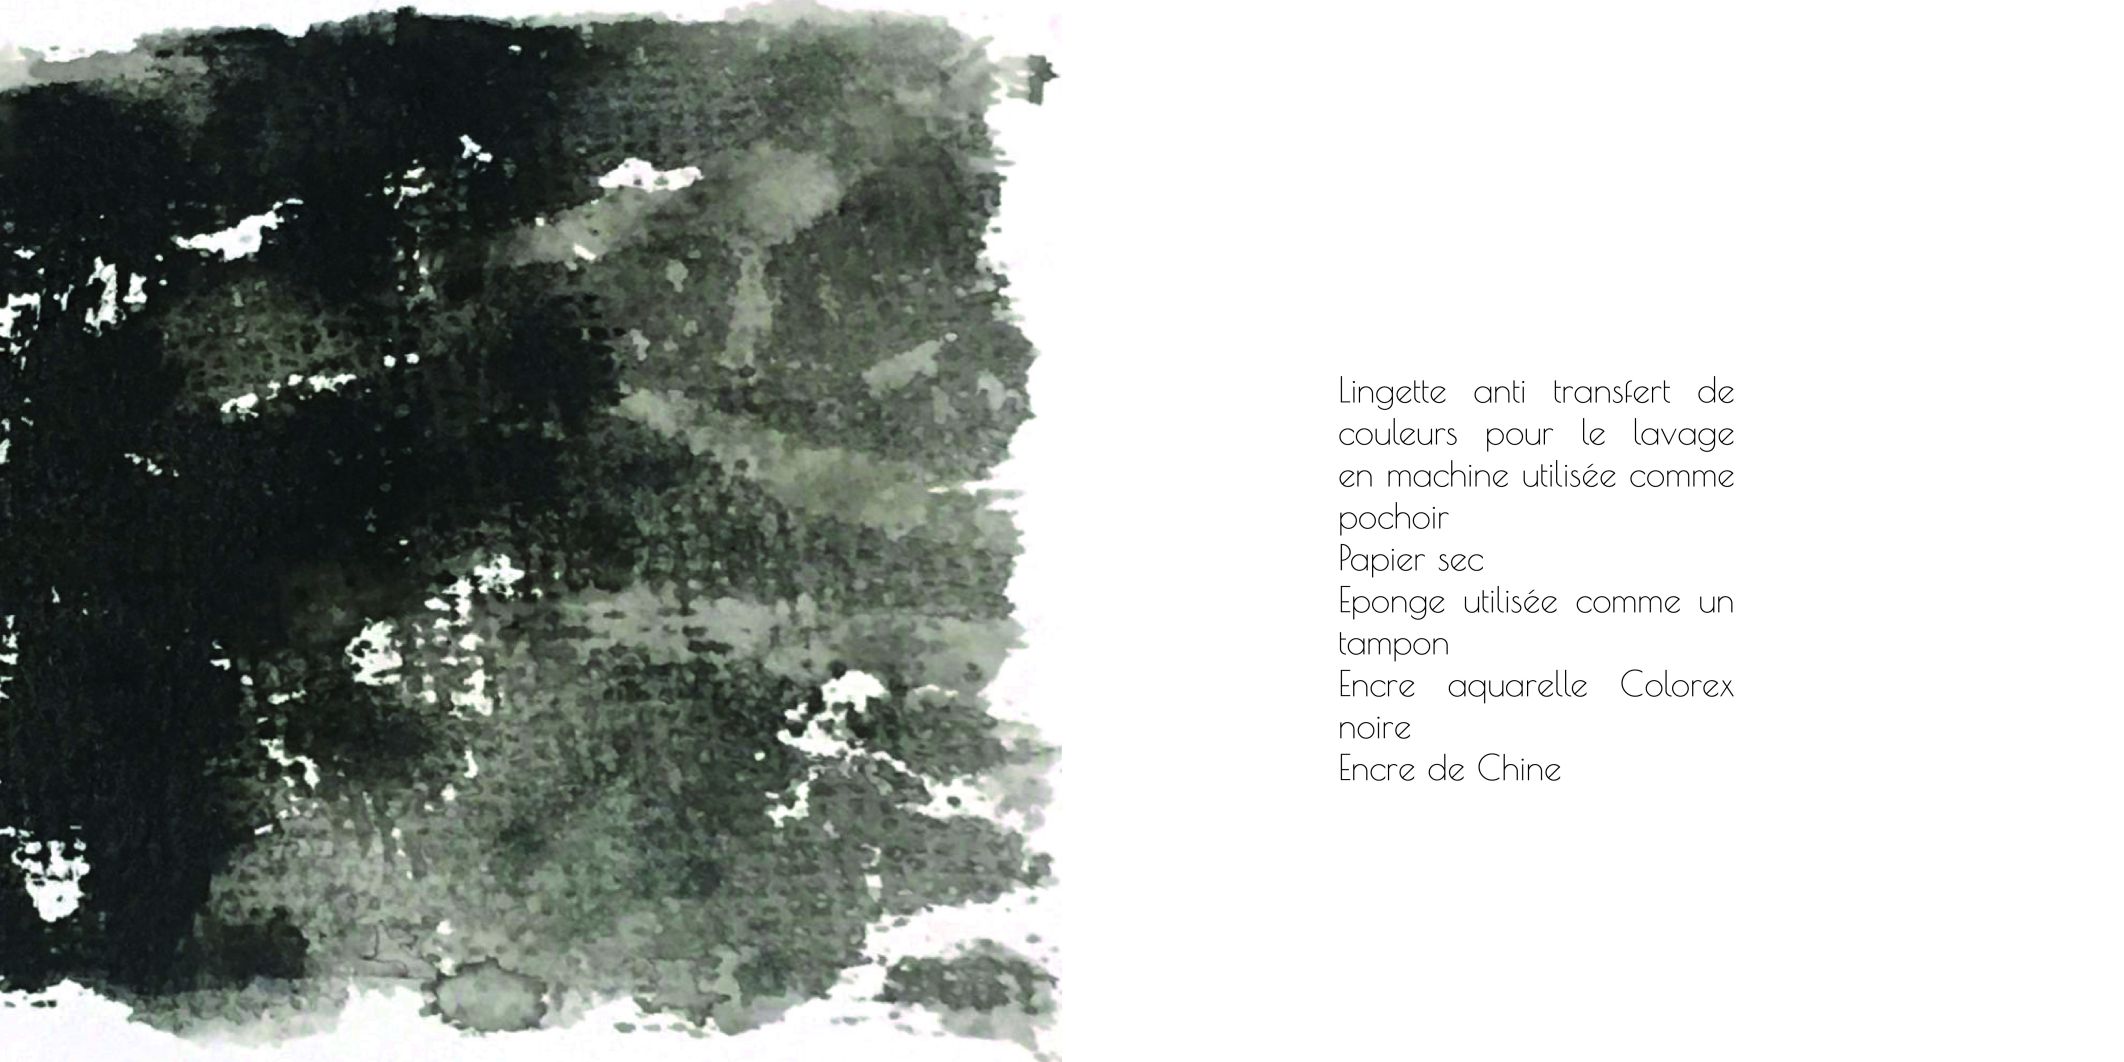 Lingette anti transfert de
couleurs pour le lavage
en machine utilisée comme
pochoir
Papier sec
Eponge utilisée comme un
tampon
Encre aquarelle Colorex
noire
Encre de Chine